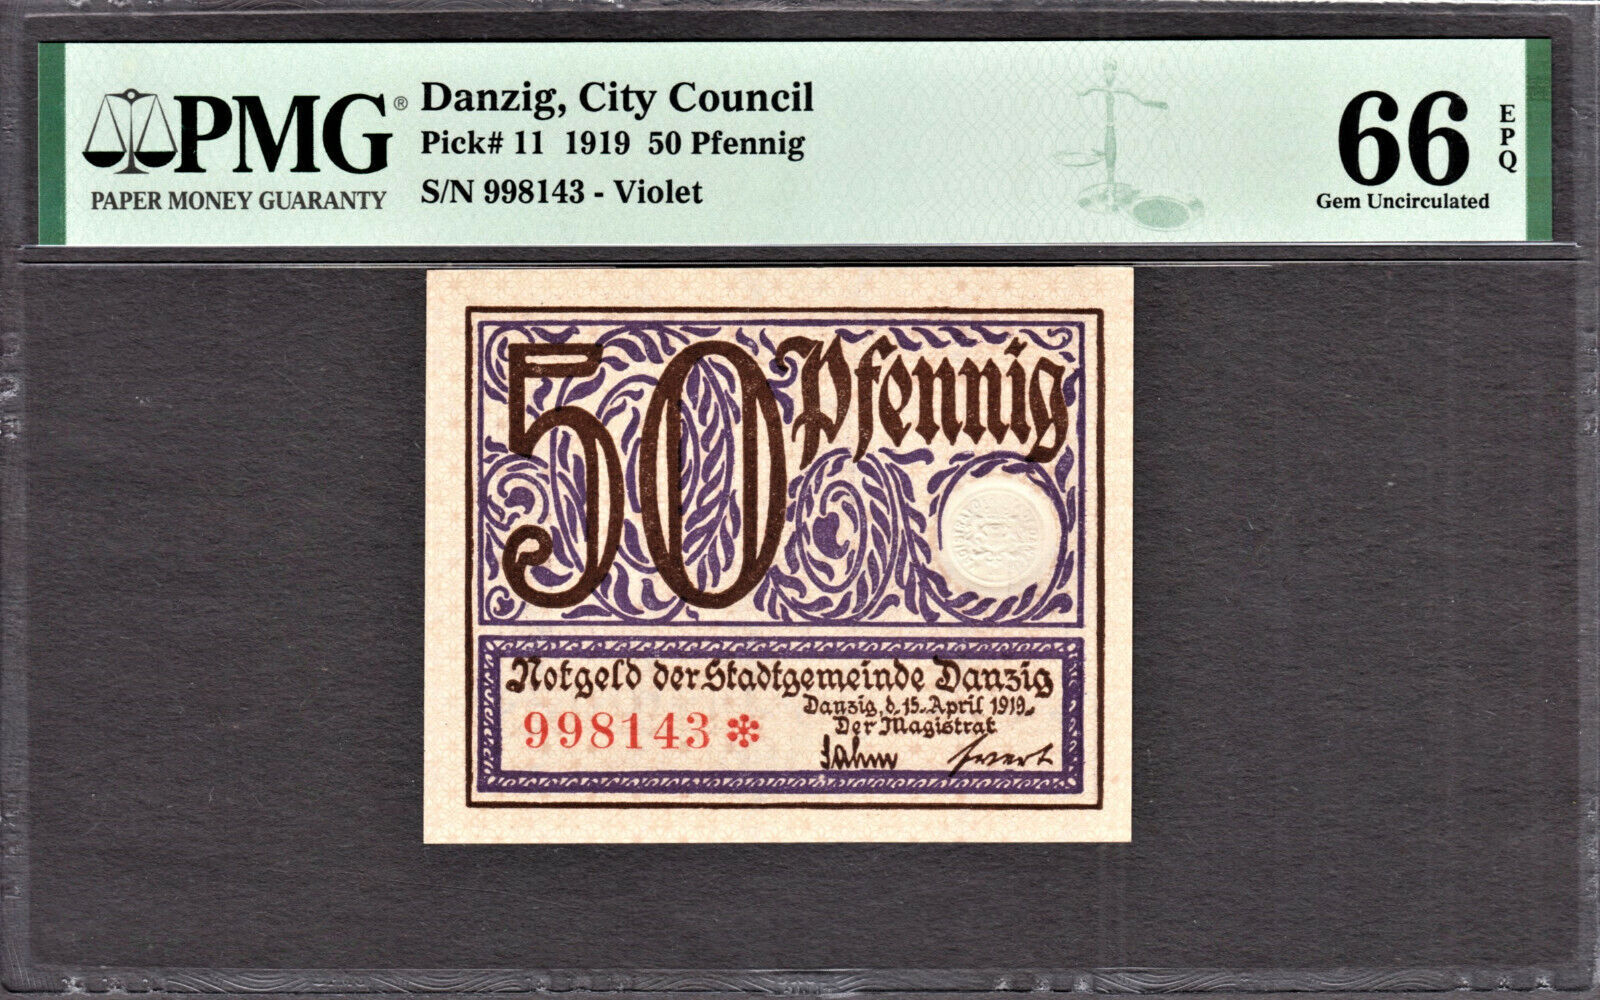 PMG®
PAPER MONEY GUARANTY
Danzig, City Council
Pick# 11 1919 50 Pfennig
S/N 998143 - Violet
66
EPQ
Gem Uncirculated
50 Pfennig
Notgeld der Stadtgemeinde Danzig
Danzig, d. 15. April 1919.
Der Magistrat
998143 *